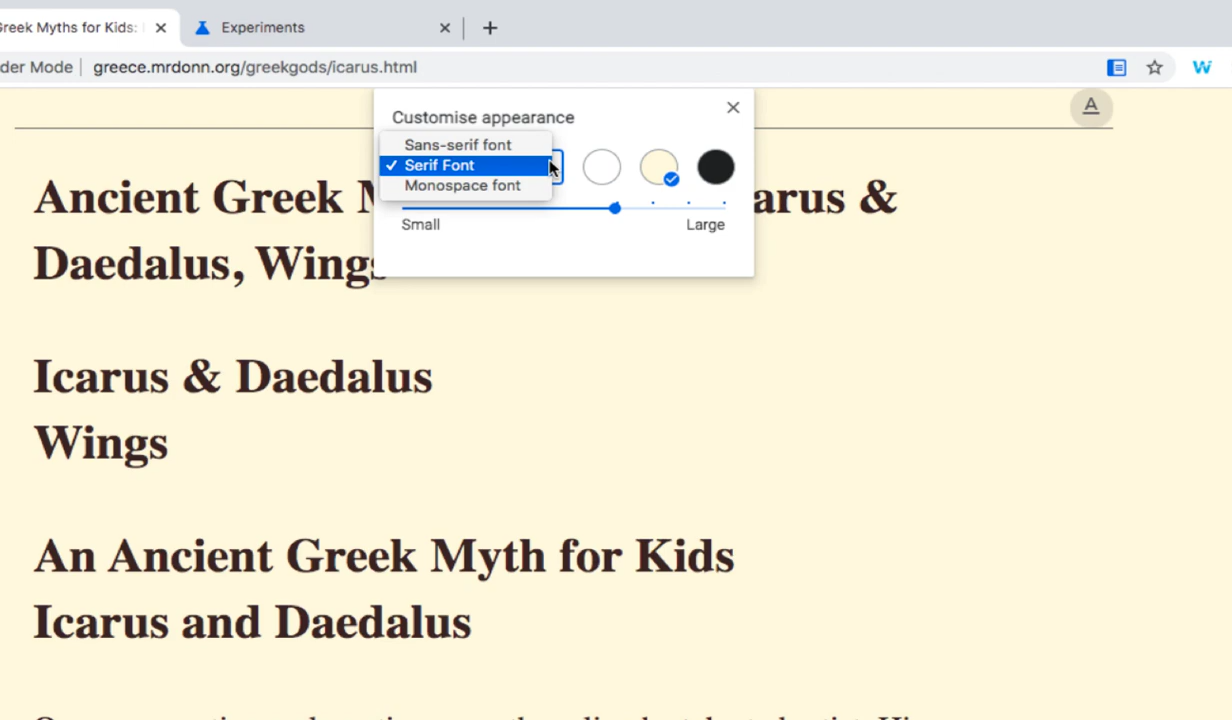 Greek Myths for Kids:
Experiments
der Mode
greece.mrdonn.org/greekgods/icarus.html
W
A
Customise appearance
Sans-serif font
✓ Serif Font
Monospace font
Small
Large
Ancient Greek arus &
Daedalus, Wings
Icarus & Daedalus
Wings
An Ancient Greek Myth for Kids
Icarus and Daedalus